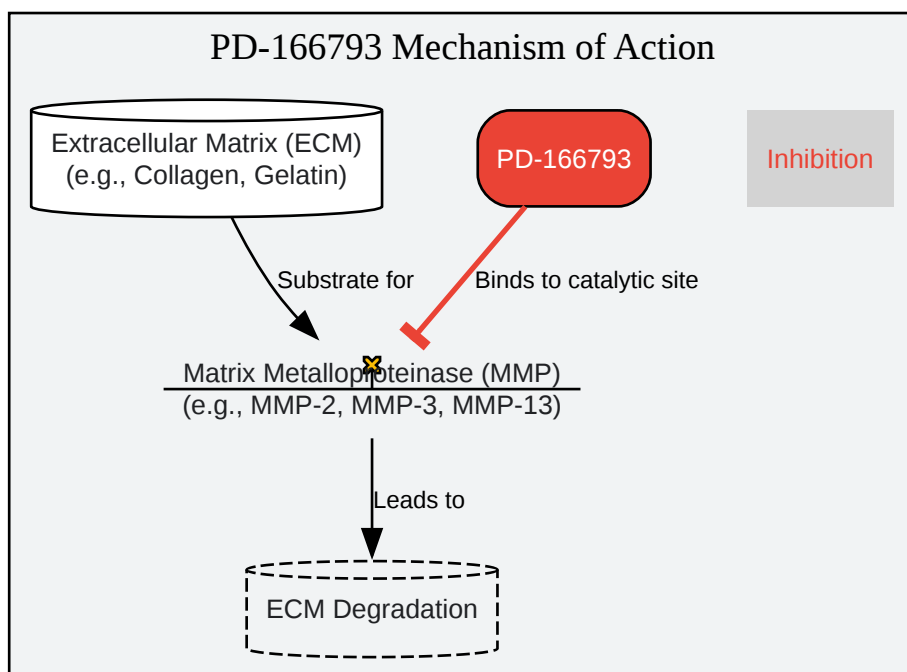 PD-166793 Mechanism of Action
Extracellular Matrix (ECM)
(e.g., Collagen, Gelatin)
PD-166793
Inhibition
Substrate for
Binds to catalytic site
Matrix Metalloproteinase (MMP)
(e.g., MMP-2, MMP-3, MMP-13)
Leads to
ECM Degradation